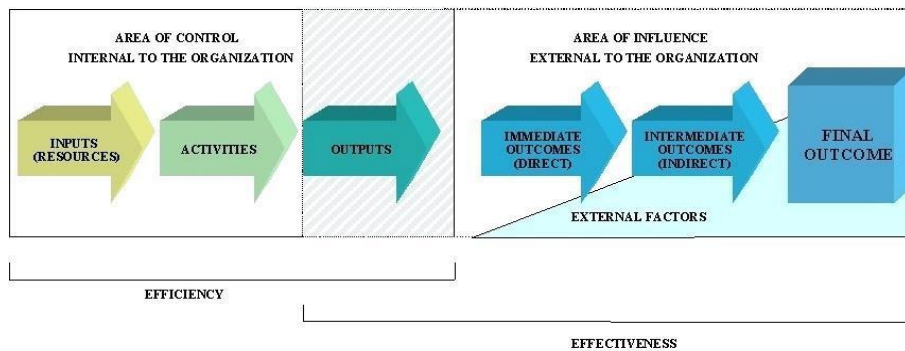 AREA OF CONTROL
INTERNAL TO THE ORGANIZATION
AREA OF INFLUENCE
EXTERNAL TO THE ORGANIZATION
INPUTS
(RESOURCES)
ACTIVITIES
OUTPUTS
IMMEDIATE
OUTCOMES
(DIRECT)
INTERMEDIATE
OUTCOMES
(INDIRECT)
FINAL
OUTCOME
EXTERNAL FACTORS
EFFICIENCY
EFFECTIVENESS